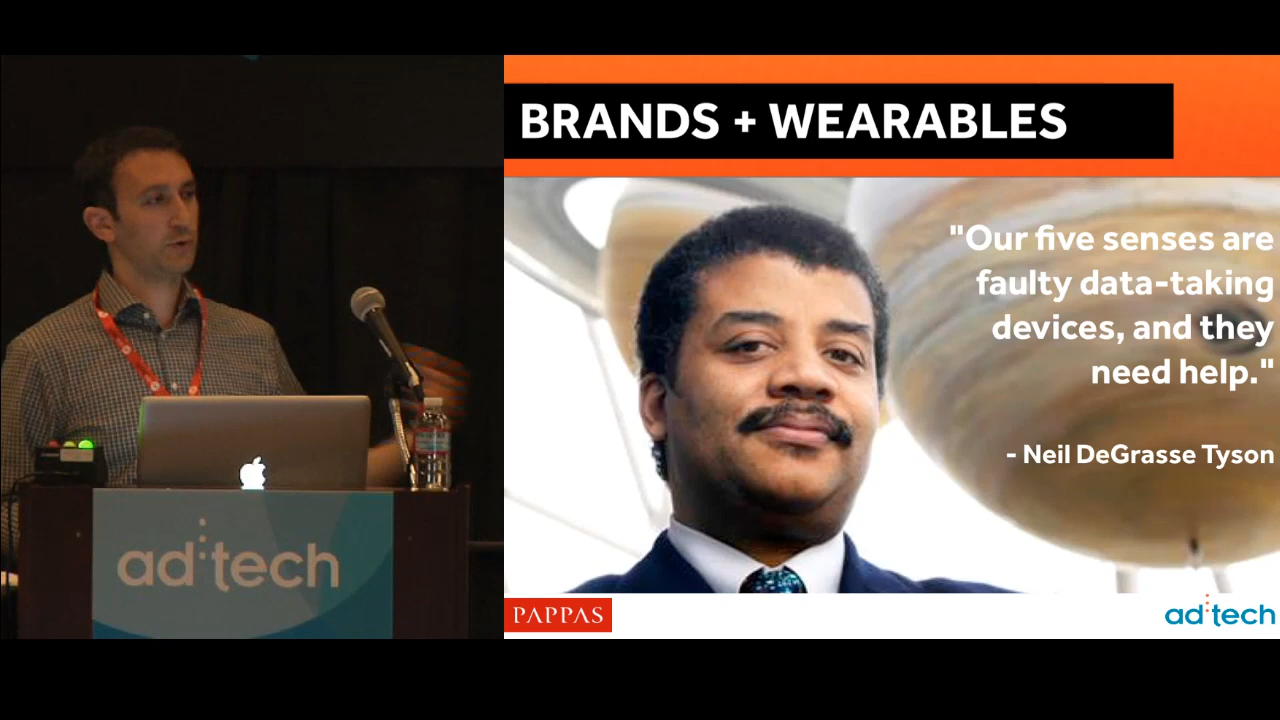 BRANDS + WEARABLES
"Our five senses are
faulty data-taking
devices, and they
need help."
- Neil DeGrasse Tyson
ad:tech
PAPPAS
ad:tech